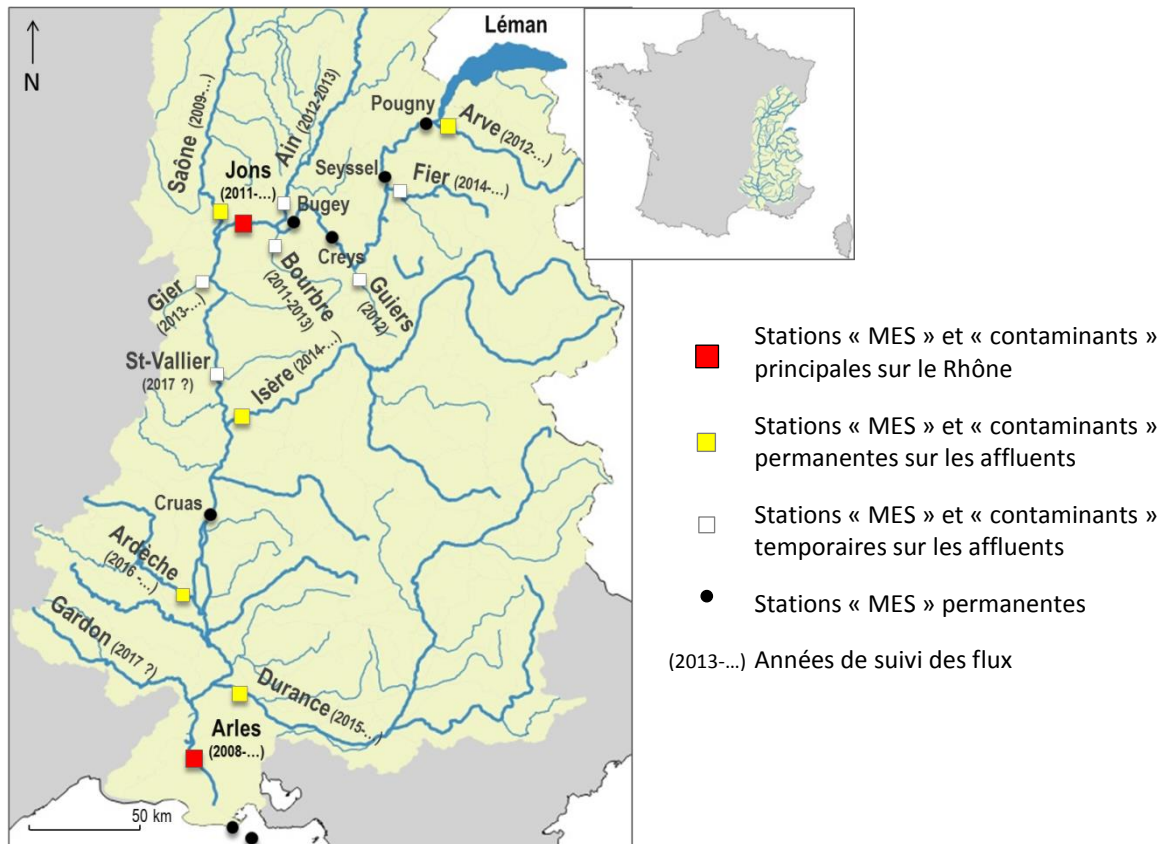 N
Léman
Pougny
Arve (2012-...)
Saône (2009-...)
Ain (2012-2013)
Jons
(2011-...)
Seyssel
Fier (2014-...)
Bugey
Creys
Bourbre
(2011-2013)
Guiers
(2012)
Gier
(2013-...)
St-Vallier
(2017 ?)
Isère (2014-...)
Cruas
Ardèche
(2016 -...)
Gardon (2017 ?)
Durance (2015-...)
Arles
(2008-...)
50 km
Stations « MES » et « contaminants »
principales sur le Rhône
Stations « MES » et « contaminants »
permanentes sur les affluents
Stations « MES » et « contaminants »
temporaires sur les affluents
Stations « MES » permanentes
(2013-...) Années de suivi des flux